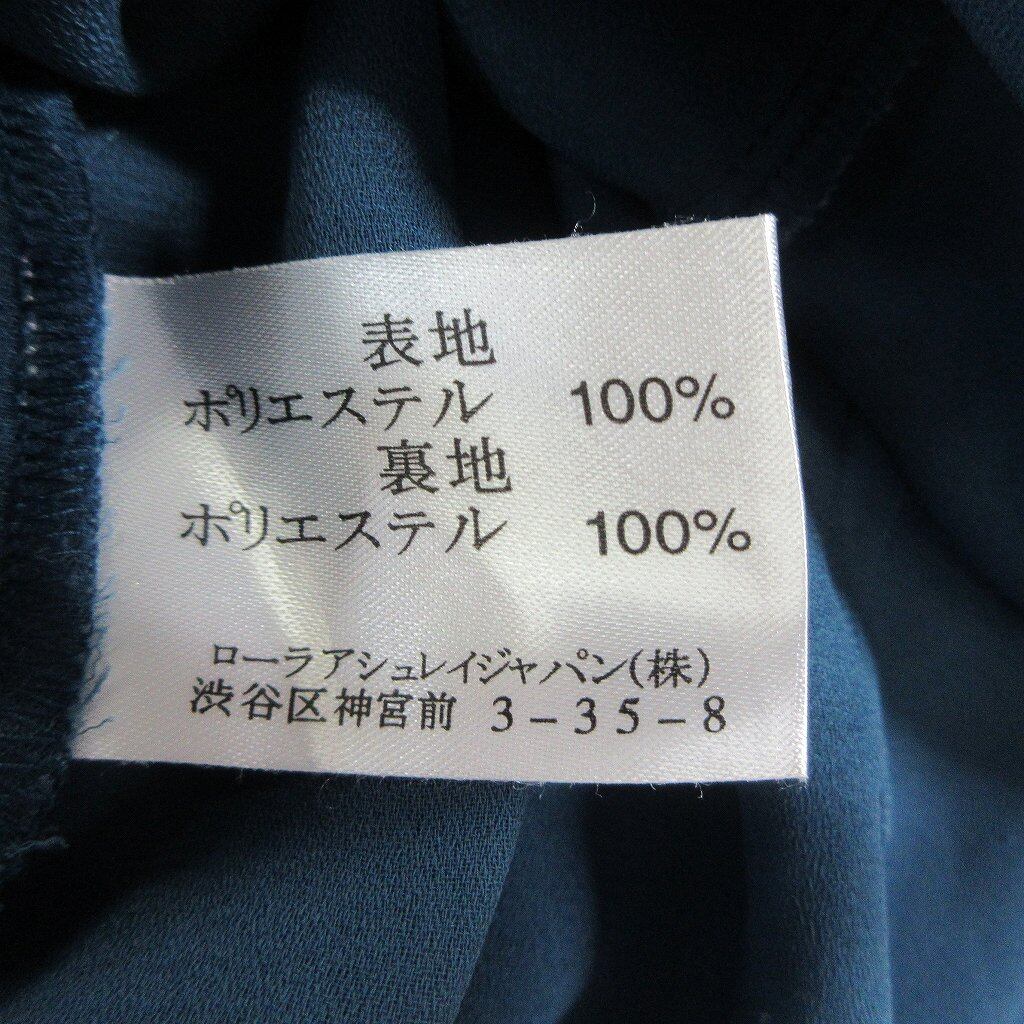 表地
ポリエステル 100%
裏地
ポリエステル 100%
ローラアシュレイジャパン(株)
渋谷区神宮前 3-35-8